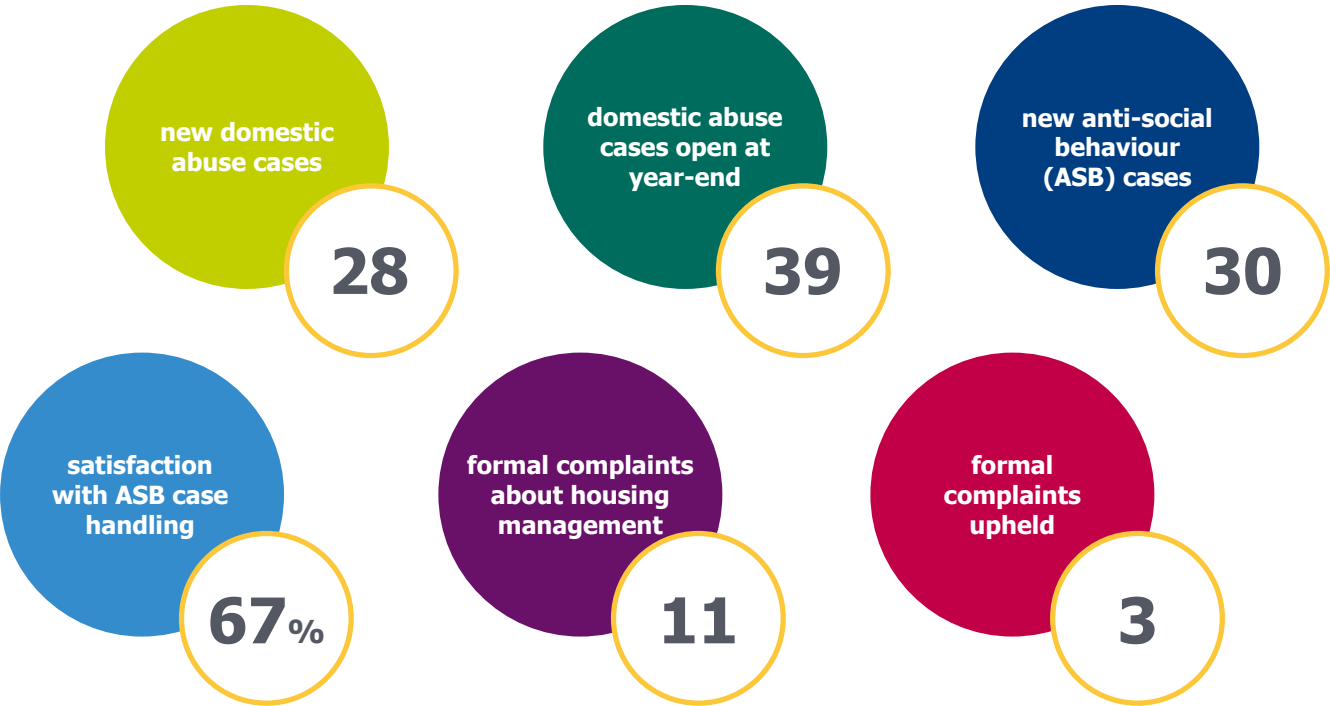 new domestic
abuse cases
28
domestic abuse
cases open at
year-end
39
new anti-social
behaviour
(ASB) cases
30
satisfaction
with ASB case
handling
67%
formal complaints
about housing
management
11
formal
complaints
upheld
3